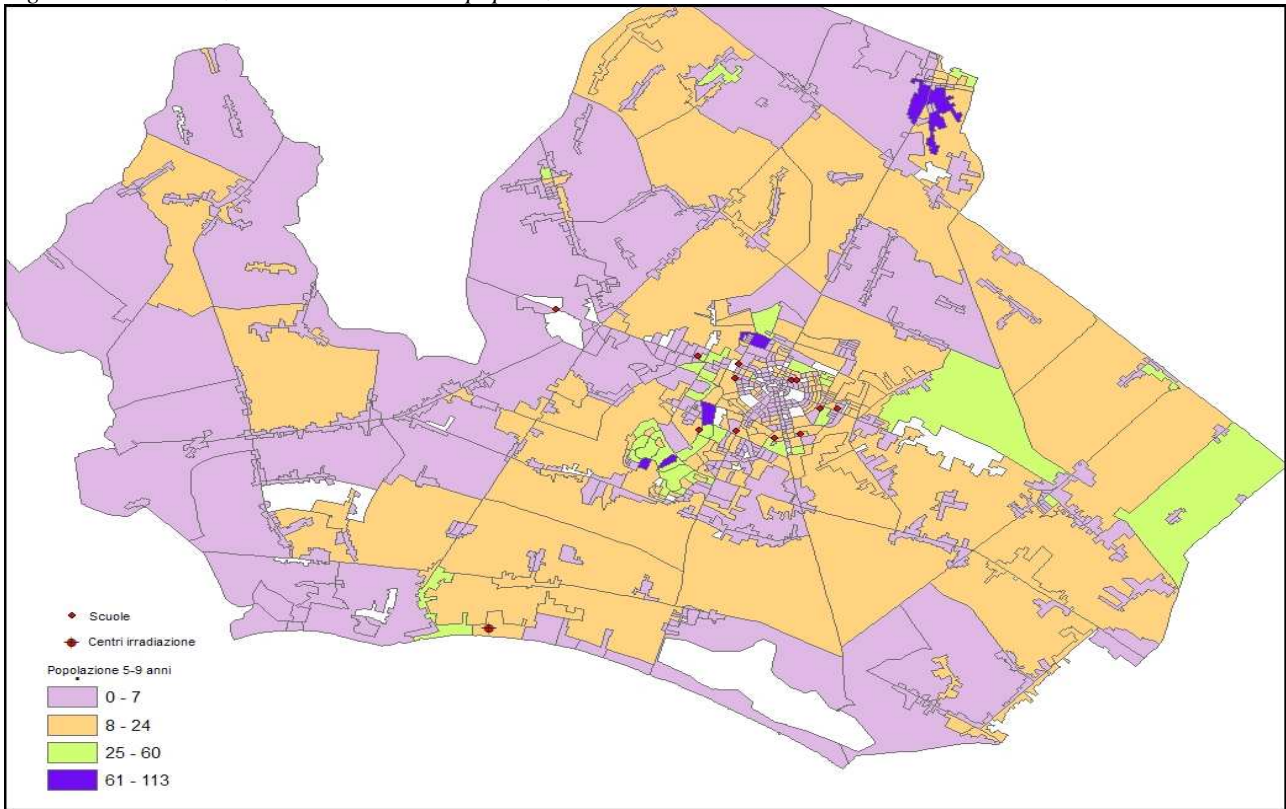 Scuole
Centri irradiazione
Popolazione 5-9 anni
0 - 7
8 - 24
25 - 60
61 - 113